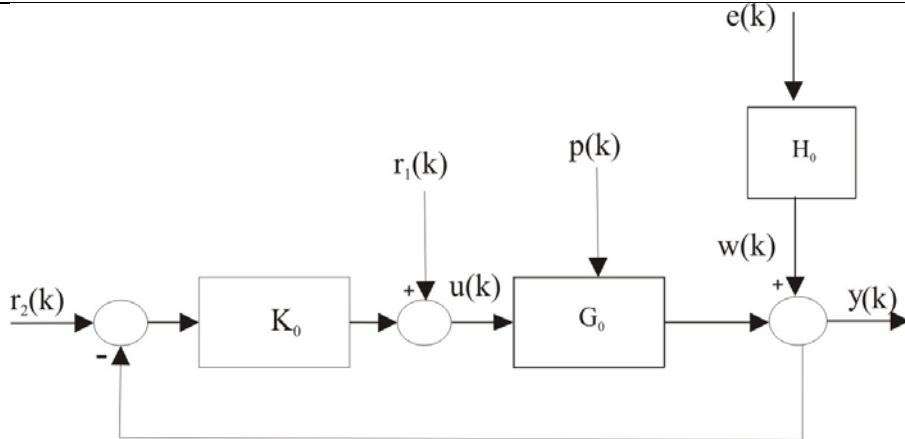 e(k)
H₀
p(k)
r₁(k)
w(k)
+
+
r₂(k)
u(k)
y(k)
K₀
G₀
-